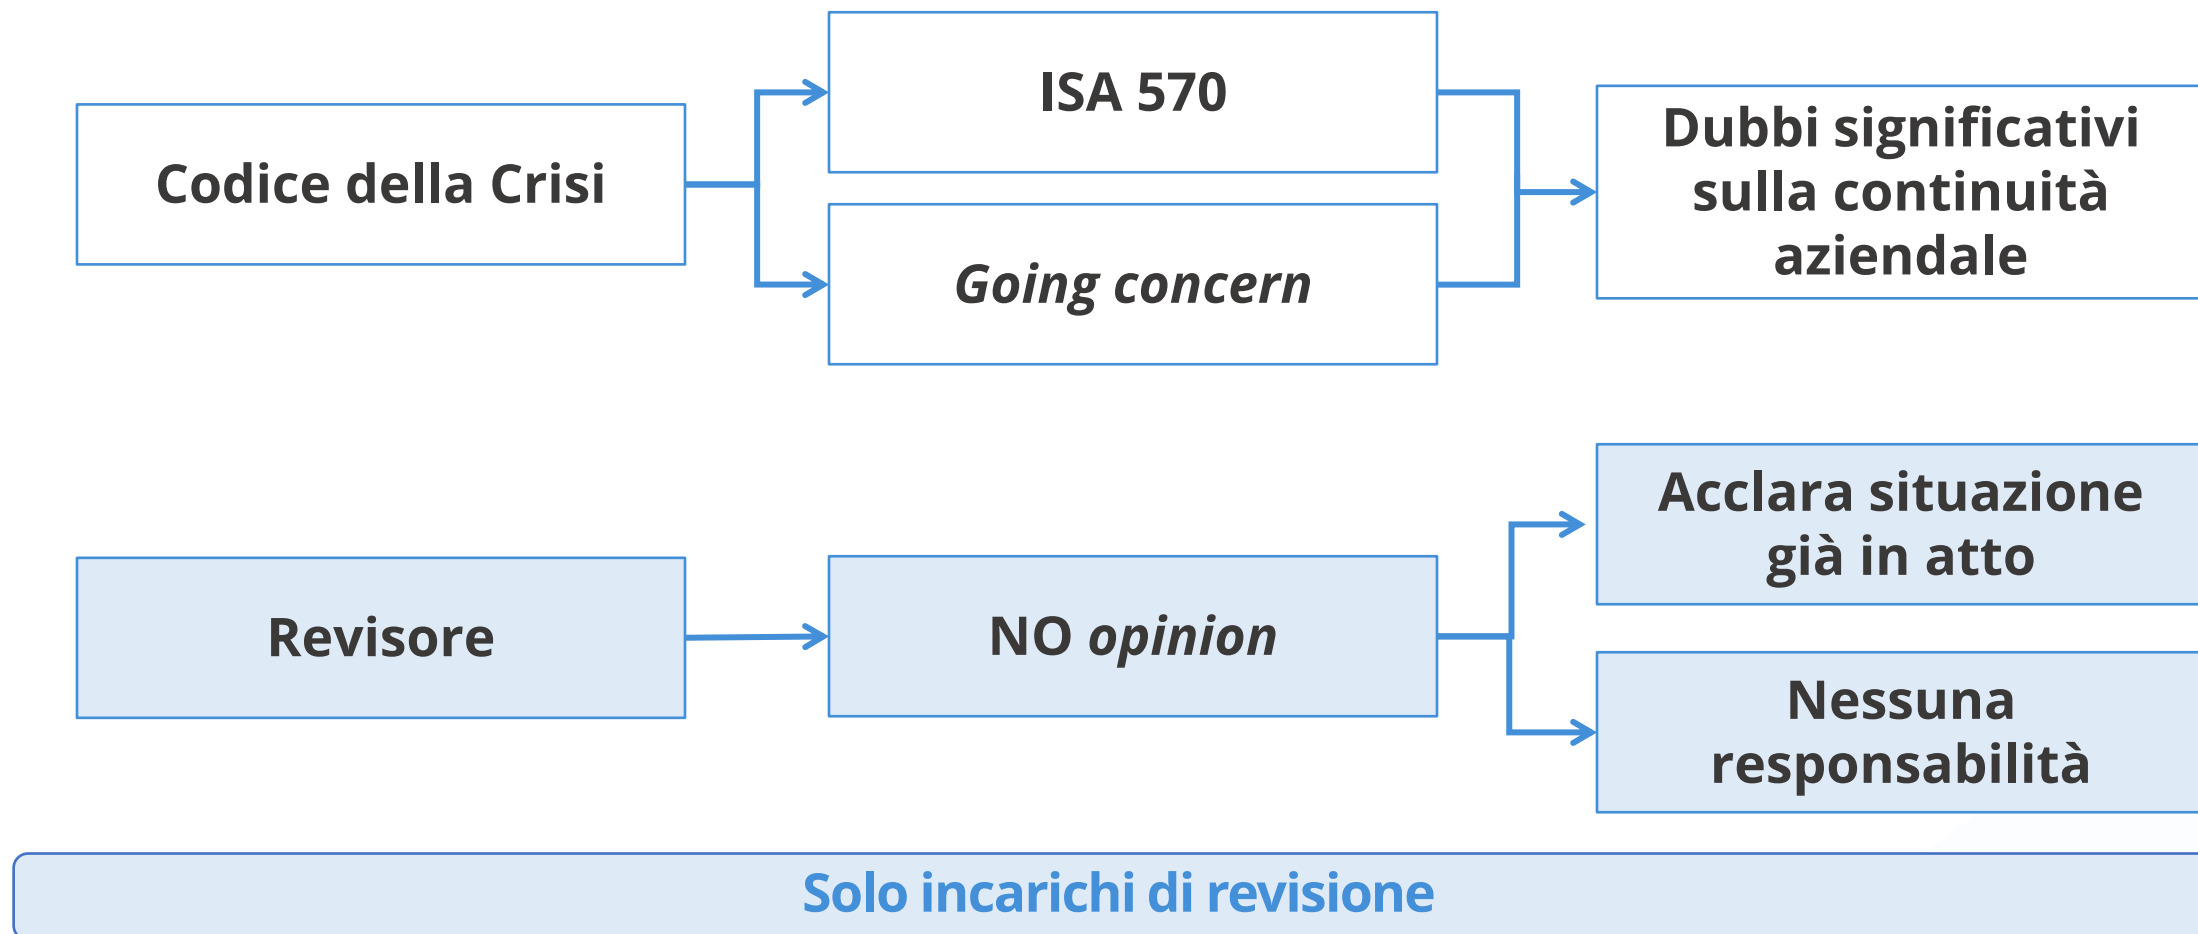 Codice della Crisi
ISA 570
Going concern
Dubbi significativi
sulla continuità
aziendale
Revisore
NO opinion
Acclara situazione
già in atto
Nessuna
responsabilità
Solo incarichi di revisione